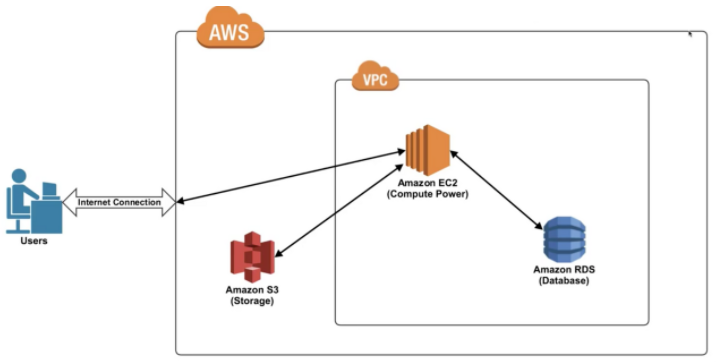 AWS
VPC
Amazon EC2
(Compute Power)
Internet Connection
Users
Amazon S3
(Storage)
Amazon RDS
(Database)